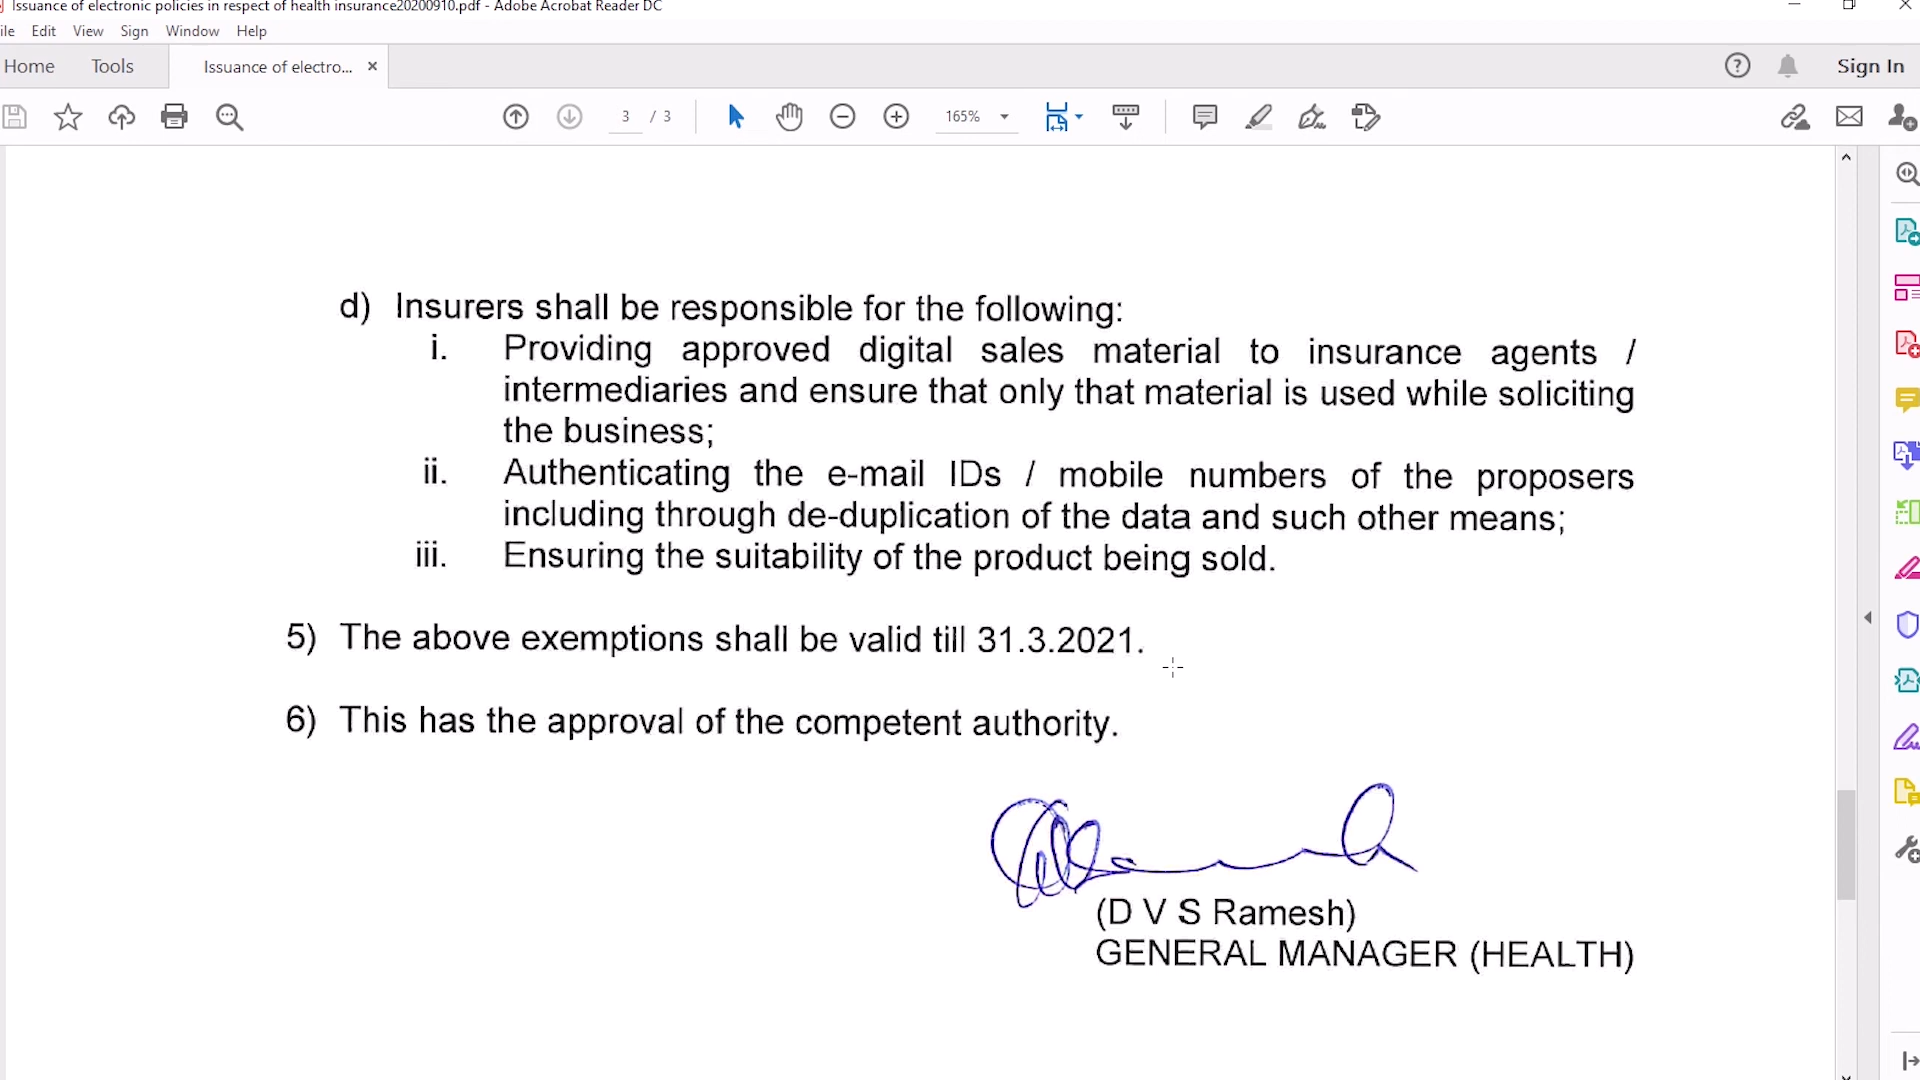 Issuance of electronic policies in respect of health insurance20200910.pdf - Adobe Acrobat Reader DC
ile Edit View Sign Window Help
Home Tools Issuance of electro... × Sign In
3 / 3 165%
d) Insurers shall be responsible for the following:
i. Providing approved digital sales material to insurance agents /
intermediaries and ensure that only that material is used while soliciting
the business;
ii. Authenticating the e-mail IDs / mobile numbers of the proposers
including through de-duplication of the data and such other means;
iii. Ensuring the suitability of the product being sold.
5) The above exemptions shall be valid till 31.3.2021.
6) This has the approval of the competent authority.
(D V S Ramesh)
GENERAL MANAGER (HEALTH)